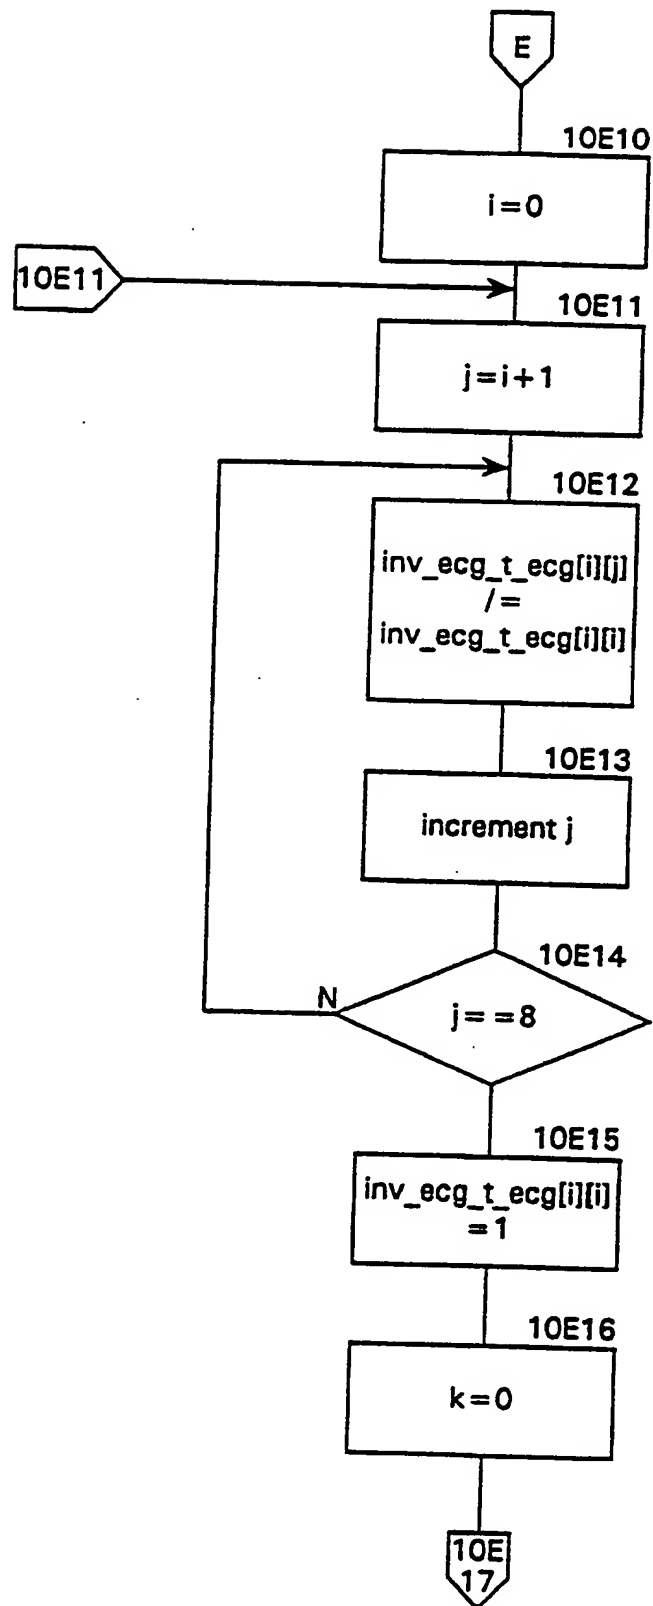 E
10E10
i=0
10E11
10E11
j=i+1
10E12
inv_ecg_t_ecg[i][j]
/=
inv_ecg_t_ecg[i][i]
10E13
increment j
10E14
N
j==8
10E15
inv_ecg_t_ecg[i][i]
=1
10E16
k=0
10E
17